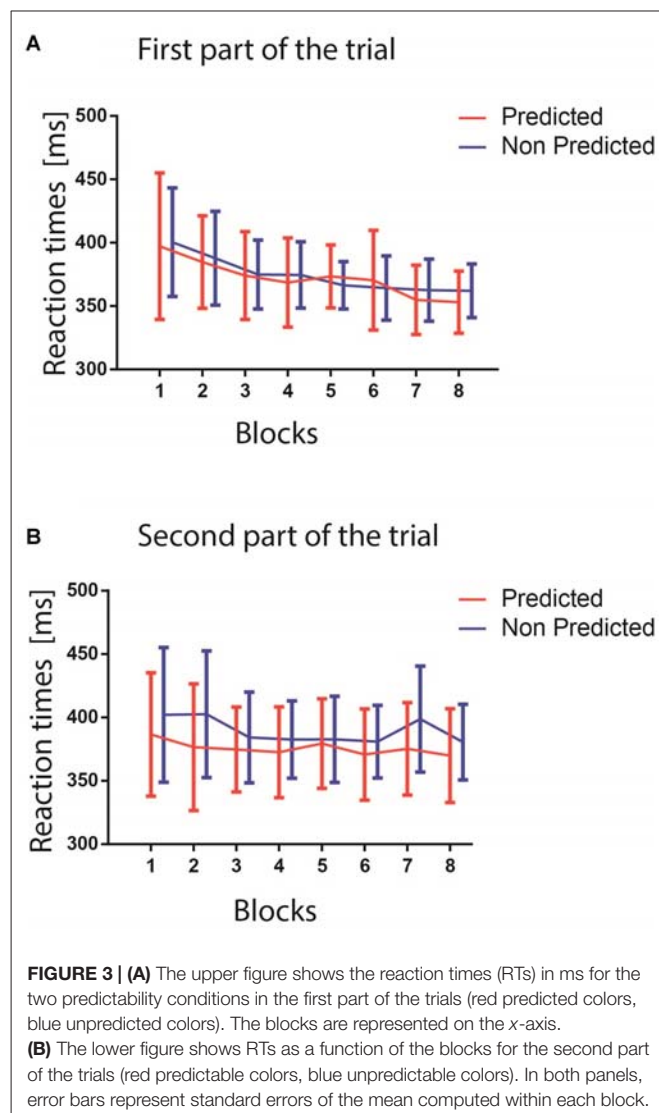 A First part of the trial
500
450
400
350
300
Reaction times [ms]
Predicted
Non Predicted
1 2 3 4 5 6 7 8
Blocks
B Second part of the trial
500
450
400
350
300
Reaction times [ms]
Predicted
Non Predicted
1 2 3 4 5 6 7 8
Blocks
FIGURE 3 | (A) The upper figure shows the reaction times (RTs) in ms for the
two predictability conditions in the first part of the trials (red predicted colors,
blue unpredicted colors). The blocks are represented on the x-axis.
(B) The lower figure shows RTs as a function of the blocks for the second part
of the trials (red predictable colors, blue unpredictable colors). In both panels,
error bars represent standard errors of the mean computed within each block.